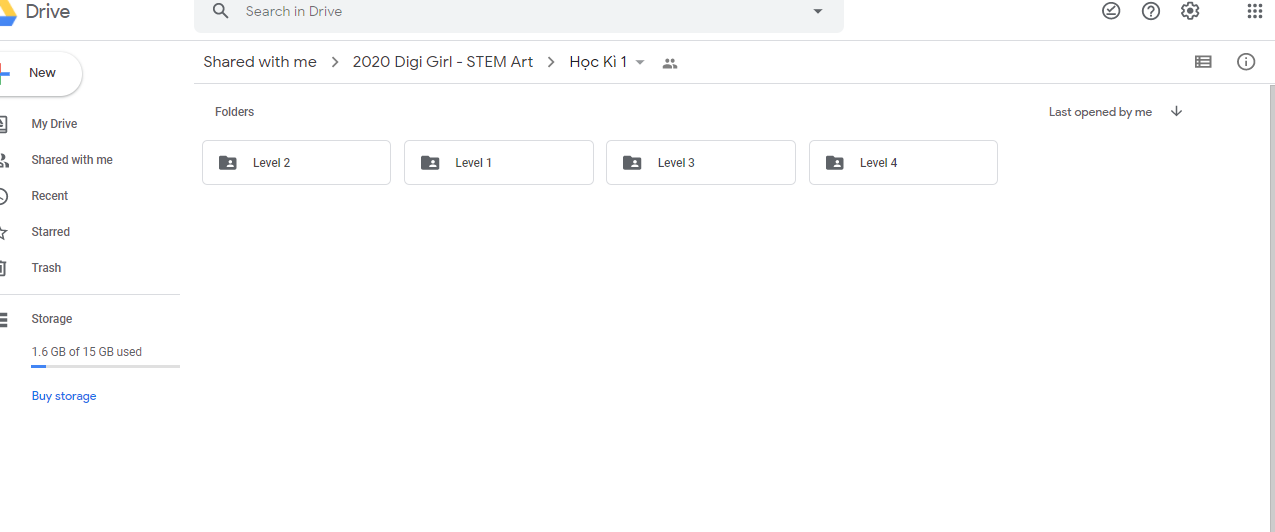 Drive
Search in Drive
New
Shared with me
2020 Digi Girl - STEM Art
Học Kì 1
My Drive
Shared with me
Recent
Starred
Trash
Storage
1.6 GB of 15 GB used
Buy storage
Folders
Last opened by me
Level 2
Level 1
Level 3
Level 4